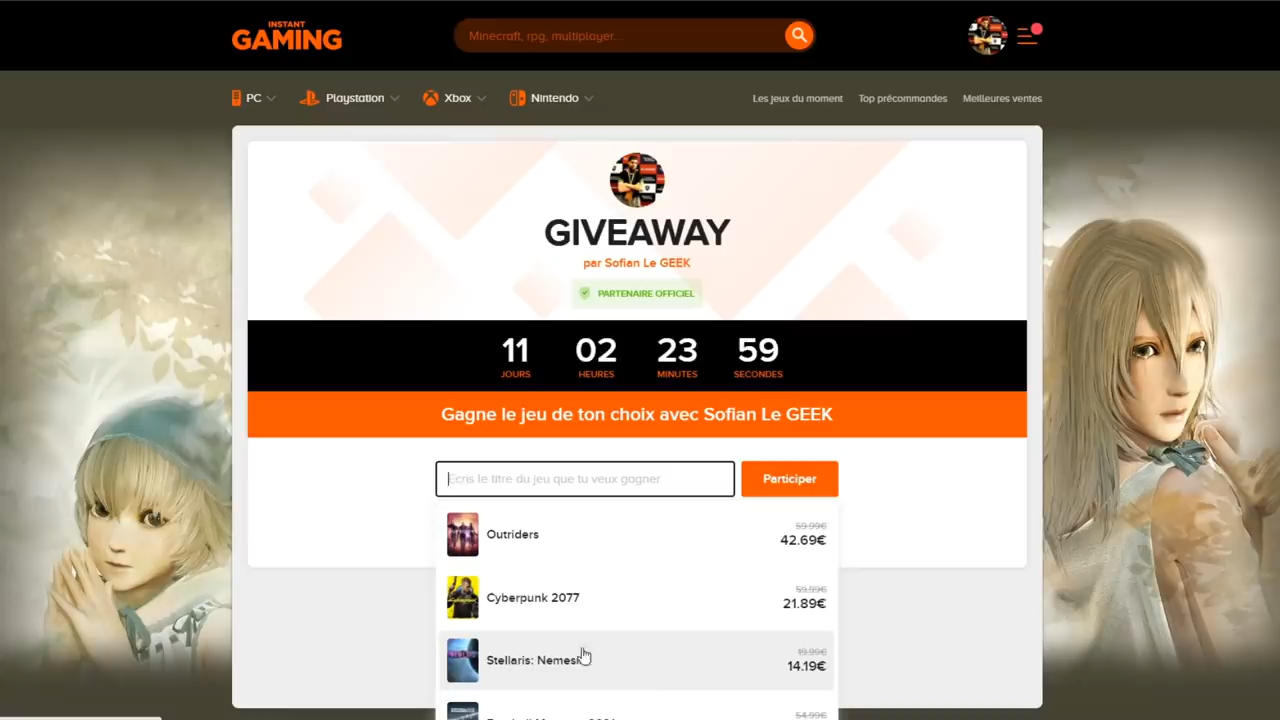 INSTANT
GAMING
Minecraft, rpg, multiplayer...
PC
Playstation
Xbox
Nintendo
Les jeux du moment
Top précommandes
Meilleures ventes
GIVEAWAY
par Sofian Le GEEK
PARTENAIRE OFFICIEL
11 02 23 59
JOURS HEURES MINUTES SECONDES
Gagne le jeu de ton choix avec Sofian Le GEEK
Ecris le titre du jeu que tu veux gagner
Participer
59.99€
Outriders
42.69€
59.99€
Cyberpunk 2077
21.89€
19.99€
Stellaris: Nemesis
14.19€
54.99€